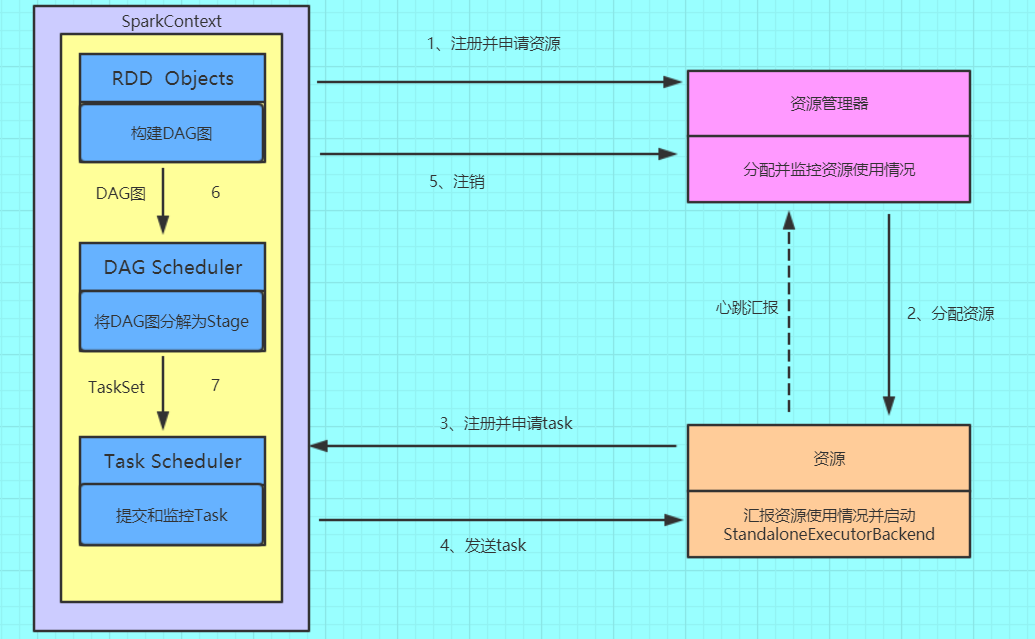 SparkContext
RDD Objects
构建DAG图
DAG图
6
DAG Scheduler
将DAG图分解为Stage
TaskSet
7
Task Scheduler
提交和监控Task
1、注册并申请资源
5、注销
资源管理器
分配并监控资源使用情况
心跳汇报
2、分配资源
3、注册并申请task
4、发送task
资源
汇报资源使用情况并启动
StandaloneExecutorBackend